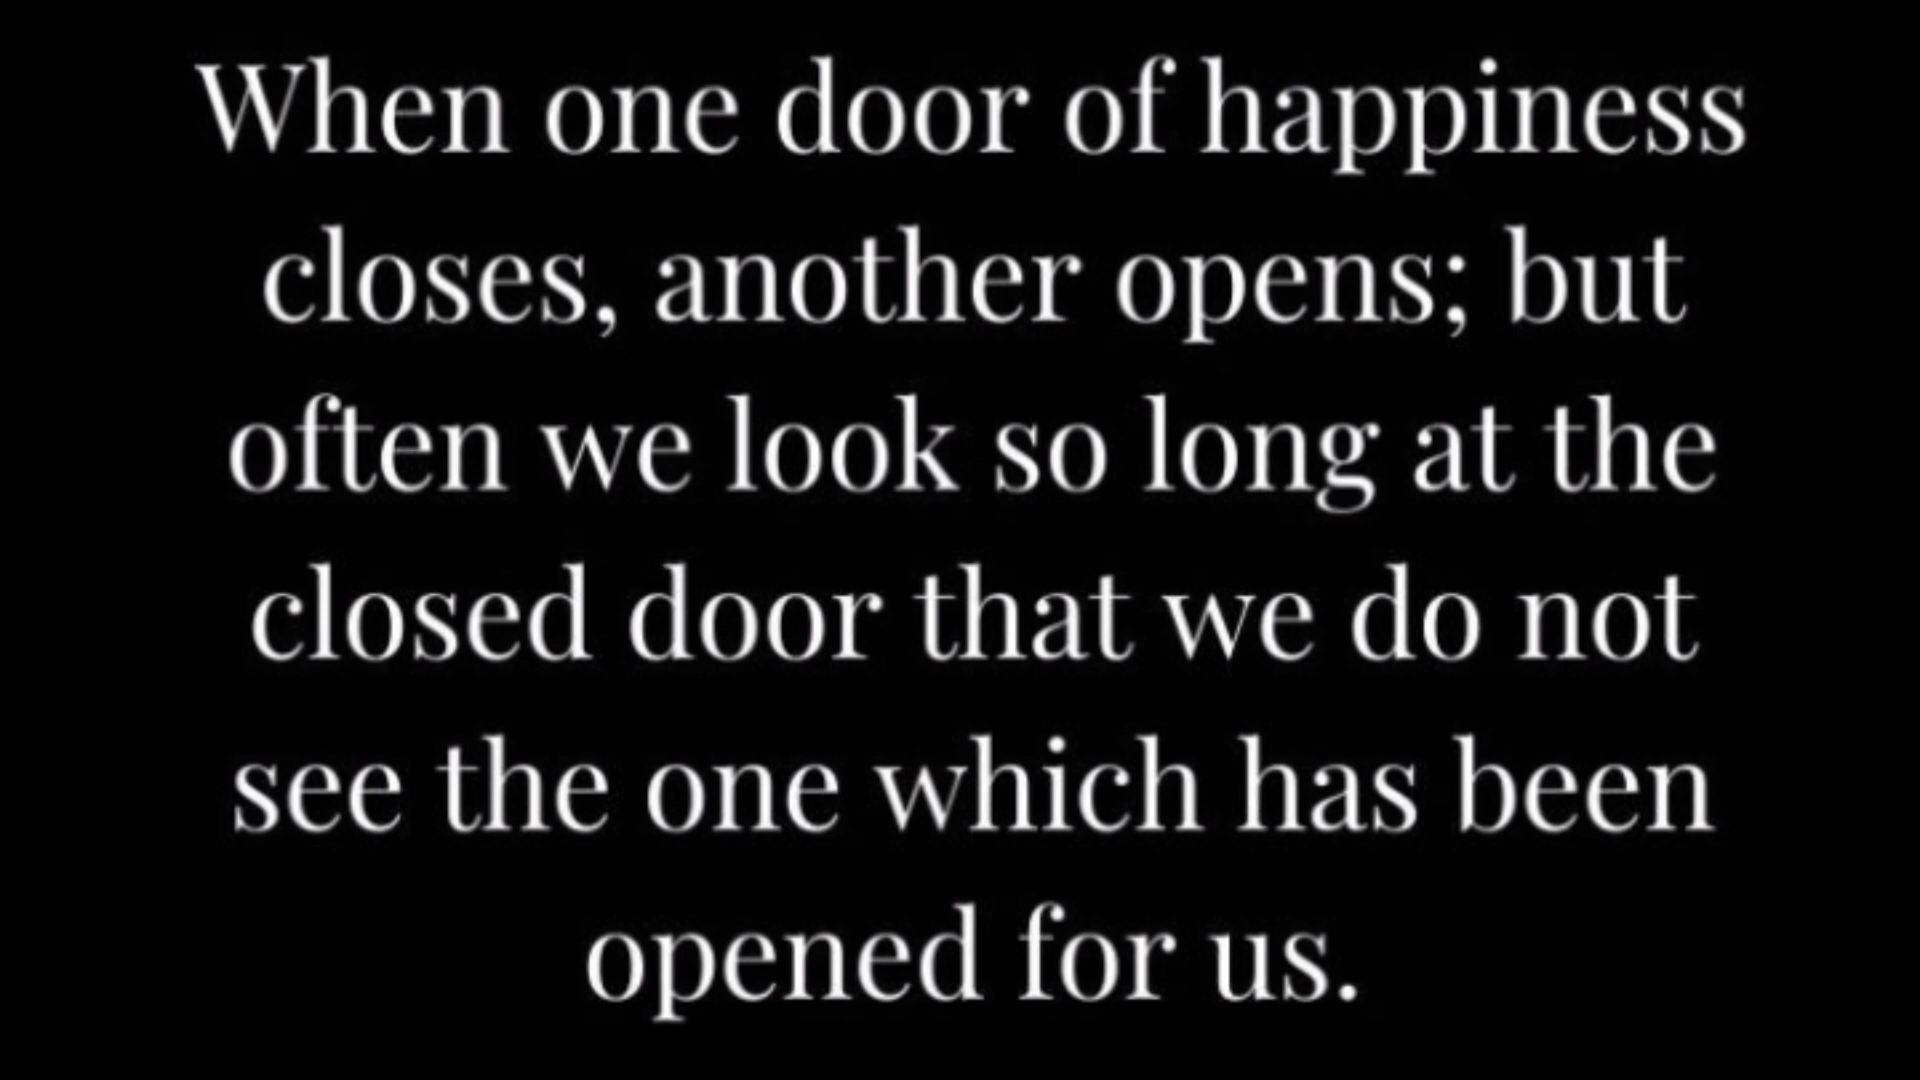 When one door of happiness
closes, another opens; but
often we look so long at the
closed door that we do not
see the one which has been
opened for us.